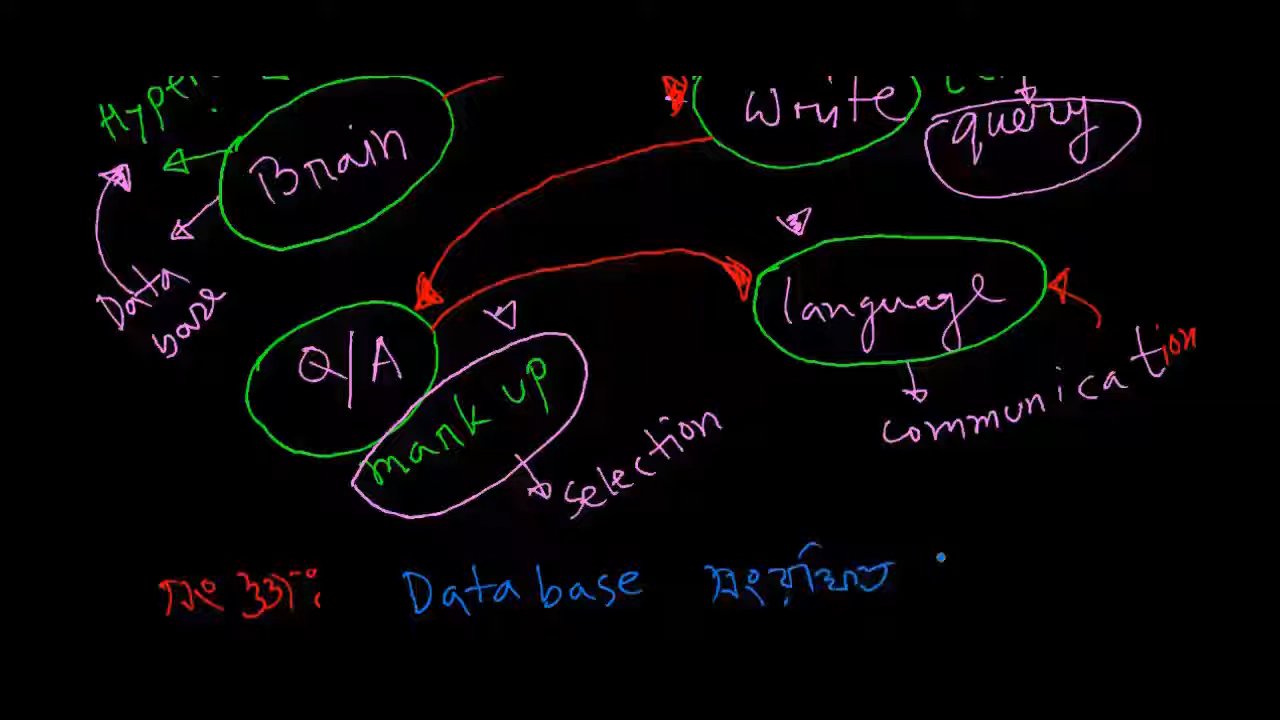 Write
query
Brain
Data
base
language
Q/A
mark up
communication
selection
সংজ্ঞাঃ Database